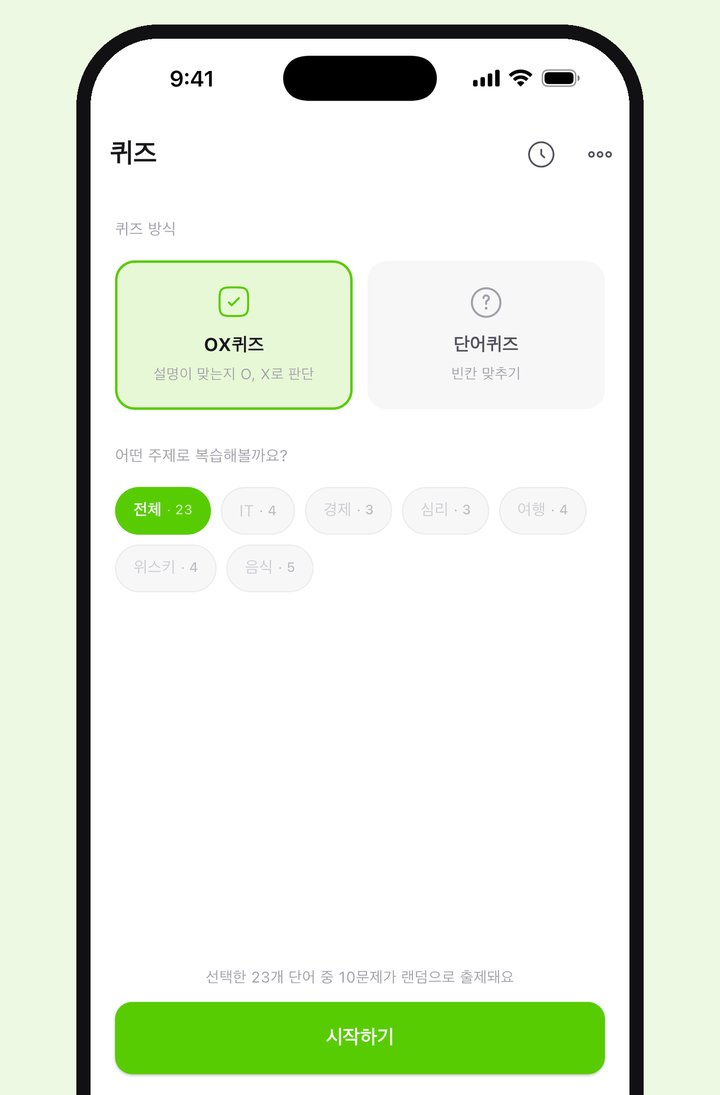 9:41
퀴즈
퀴즈 방식
OX퀴즈
설명이 맞는지 O, X로 판단
단어퀴즈
빈칸 맞추기
어떤 주제로 복습해볼까요?
전체 · 23 IT · 4 경제 · 3 심리 · 3 여행 · 4
위스키 · 4 음식 · 5
선택한 23개 단어 중 10문제가 랜덤으로 출제돼요
시작하기